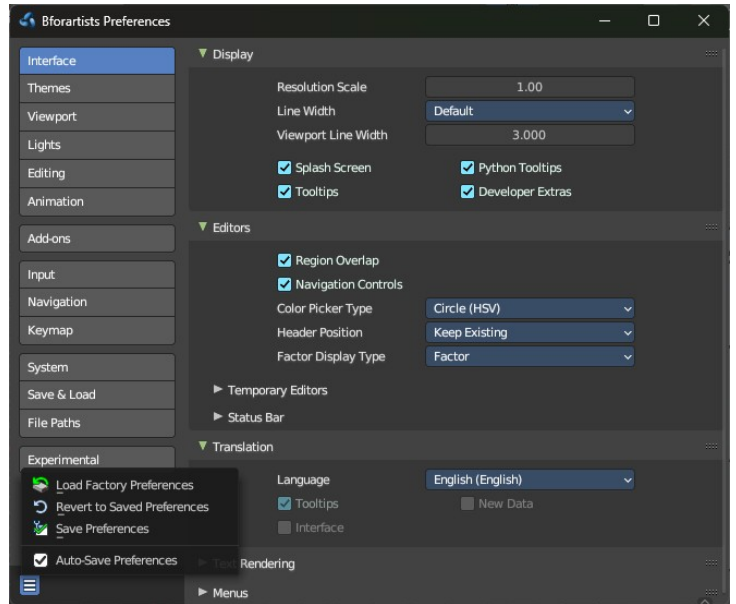 Bforartists Preferences
Interface
Themes
Viewport
Lights
Editing
Animation
Add-ons
Input
Navigation
Keymap
System
Save & Load
File Paths
Experimental
Load Factory Preferences
Revert to Saved Preferences
Save Preferences
Auto-Save Preferences
Display
Resolution Scale 1.00
Line Width Default
Viewport Line Width 3.000
Splash Screen Python Tooltips
Tooltips Developer Extras
Editors
Region Overlap
Navigation Controls
Color Picker Type Circle (HSV)
Header Position Keep Existing
Factor Display Type Factor
Temporary Editors
Status Bar
Translation
Language English (English)
Tooltips New Data
Interface
Text Rendering
Menus